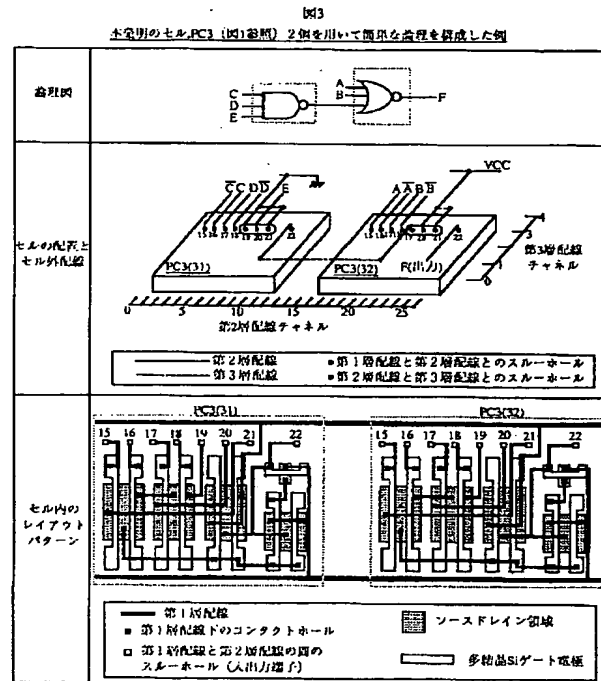 図3
本発明のセル,PC3 (図1参照) 2個を用いて簡単な論理を構成した例
論理図
C
D
E
A
B
F
セルの配置と
セル外配線
C̅ C D D̅ E
A A̅ B B̅
VCC
15 16 17 18 19 20 21 22
15 16 17 18 19 20 21 22
PC3(31)
PC3(32)
F(出力)
第3層配線
チャネル
0
3
4
0 5 10 15 20 25
第2層配線チャネル
第2層配線
第3層配線
第1層配線と第2層配線とのスルーホール
第2層配線と第3層配線とのスルーホール
セル内の
レイアウト
パターン
PC3(31)
PC3(32)
15 16 17 18 19 20 21 22
15 16 17 18 19 20 21 22
第1層配線
第1層配線下のコンタクトホール
第1層配線と第2層配線の間の
スルーホール(入出力端子)
ソースドレイン領域
多結晶Siゲート電極